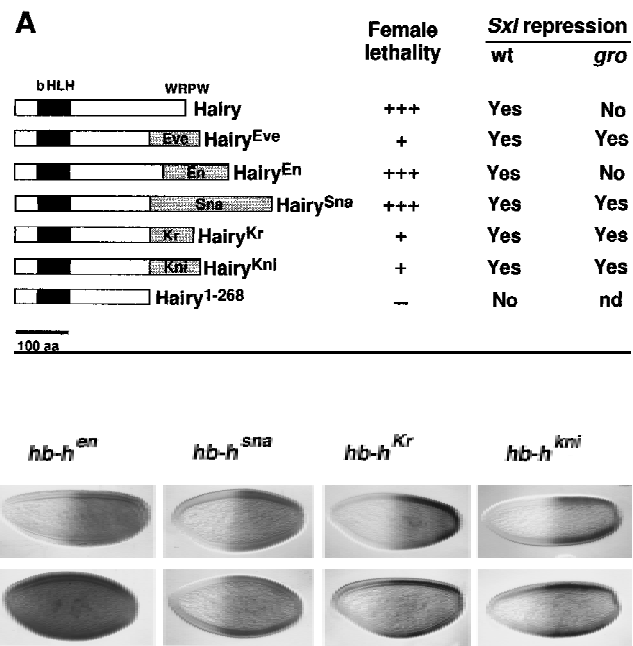 A
Female lethality
Sxl repression
wt gro
bHLH WRPW
Hairy +++ Yes No
Eve HairyEve + Yes Yes
En HairyEn +++ Yes No
Sna HairySna +++ Yes Yes
Kr HairyKr + Yes Yes
Kni HairyKni + Yes Yes
Hairy1-268 – No nd
100 aa
hb-hen hb-hsna hb-hKr hb-hkni